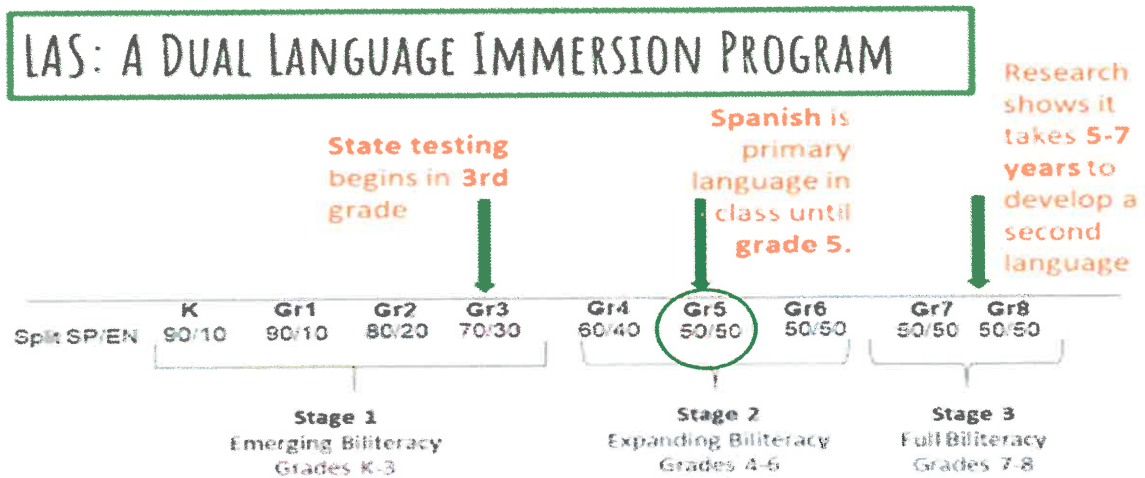 LAS: A DUAL LANGUAGE IMMERSION PROGRAM
State testing
begins in 3rd
grade
Spanish is
primary
language in
class until
grade 5.
Research
shows it
takes 5-7
years to
develop a
second
language
K Gr1 Gr2 Gr3 Gr4 Gr5 Gr6 Gr7 Gr8
Split SP/EN 90/10 90/10 80/20 70/30 60/40 50/50 50/50 50/50 50/50
Stage 1
Emerging Biliteracy
Grades K-3
Stage 2
Expanding Biliteracy
Grades 4-6
Stage 3
Full Biliteracy
Grades 7-8